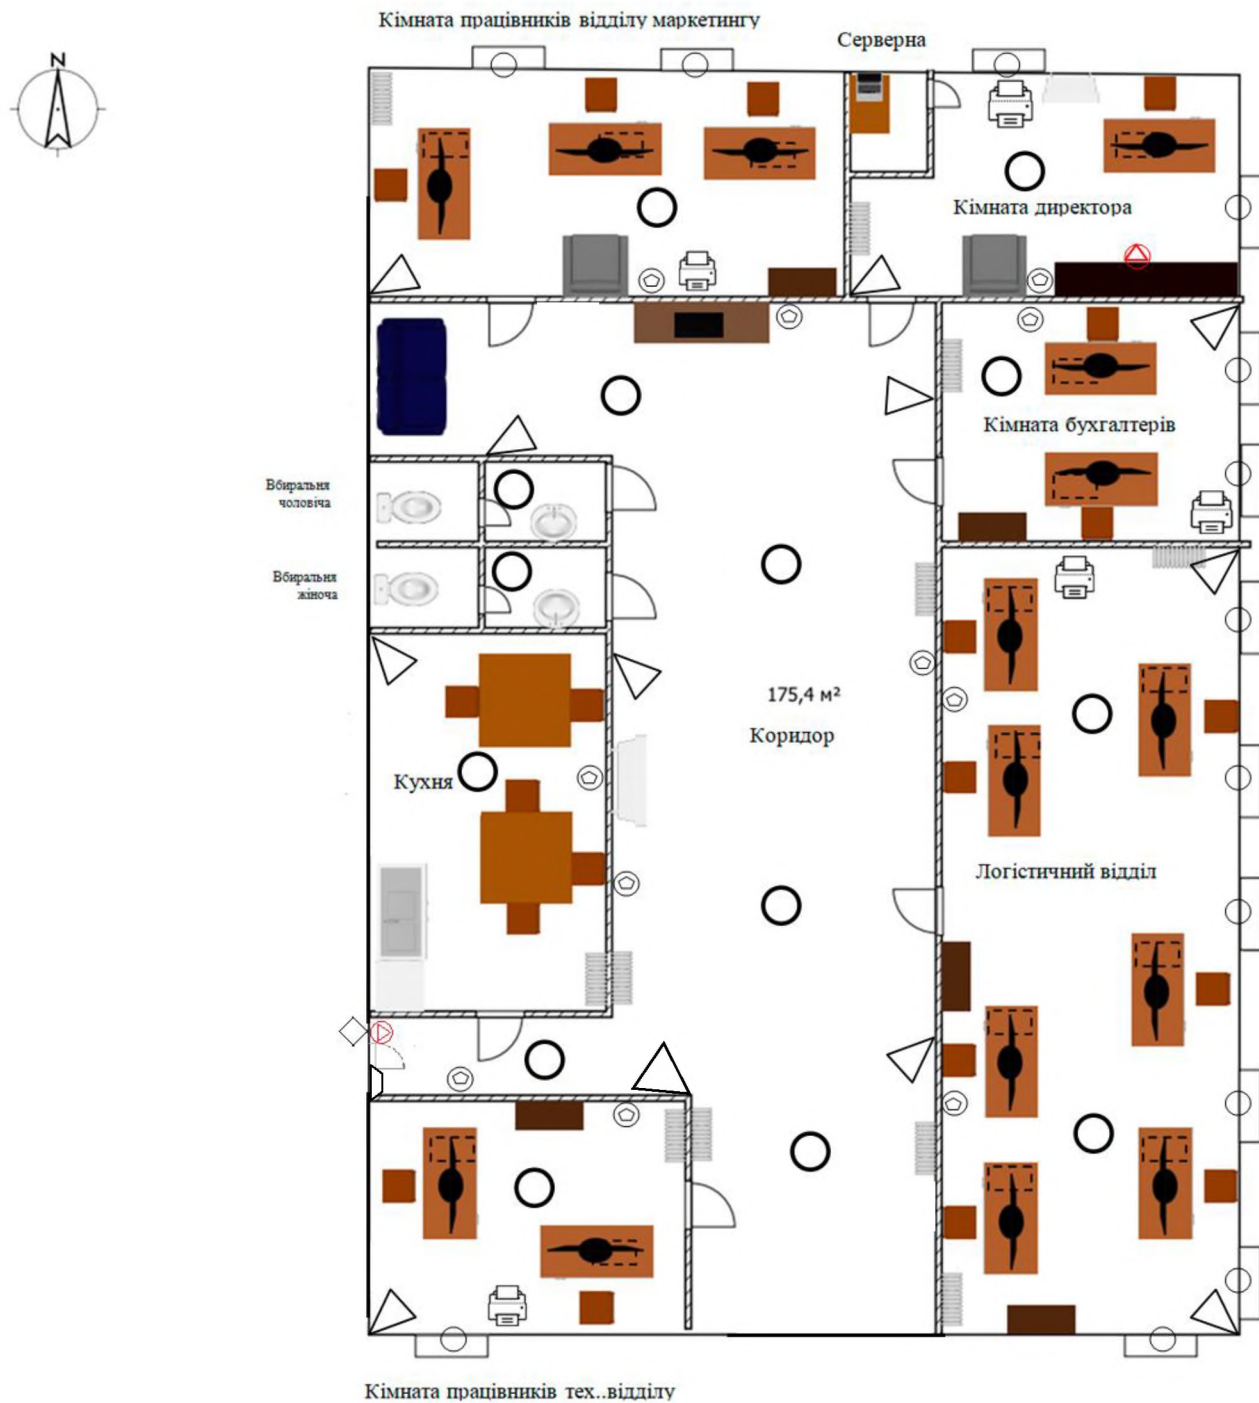 Кімната працівників відділу маркетингу
Серверна
N
Кімната директора
Кімната бухгалтерів
Вбиральня
чоловіча
Вбиральня
жіноча
175,4 м²
Коридор
Кухня
Логістичний відділ
Кімната працівників тех..відділу